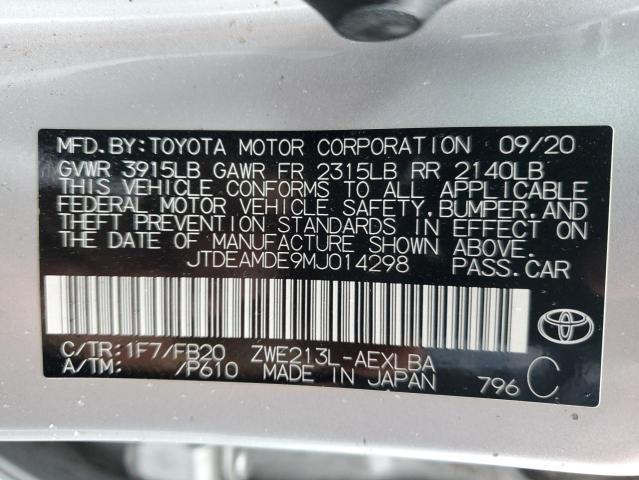 MFD.BY:TOYOTA MOTOR CORPORATION 09/20
GVWR 3915LB GAWR FR 2315LB RR 2140LB
THIS VEHICLE CONFORMS TO ALL APPLICABLE
FEDERAL MOTOR VEHICLE SAFETY,BUMPER,AND
THEFT PREVENTION STANDARDS IN EFFECT ON
THE DATE OF MANUFACTURE SHOWN ABOVE.
JTDEAMDE9MJ014298 PASS.CAR
C/TR:1F7/FB20 ZWE213L-AEXLBA
A/TM: /P610 MADE IN JAPAN 796 C